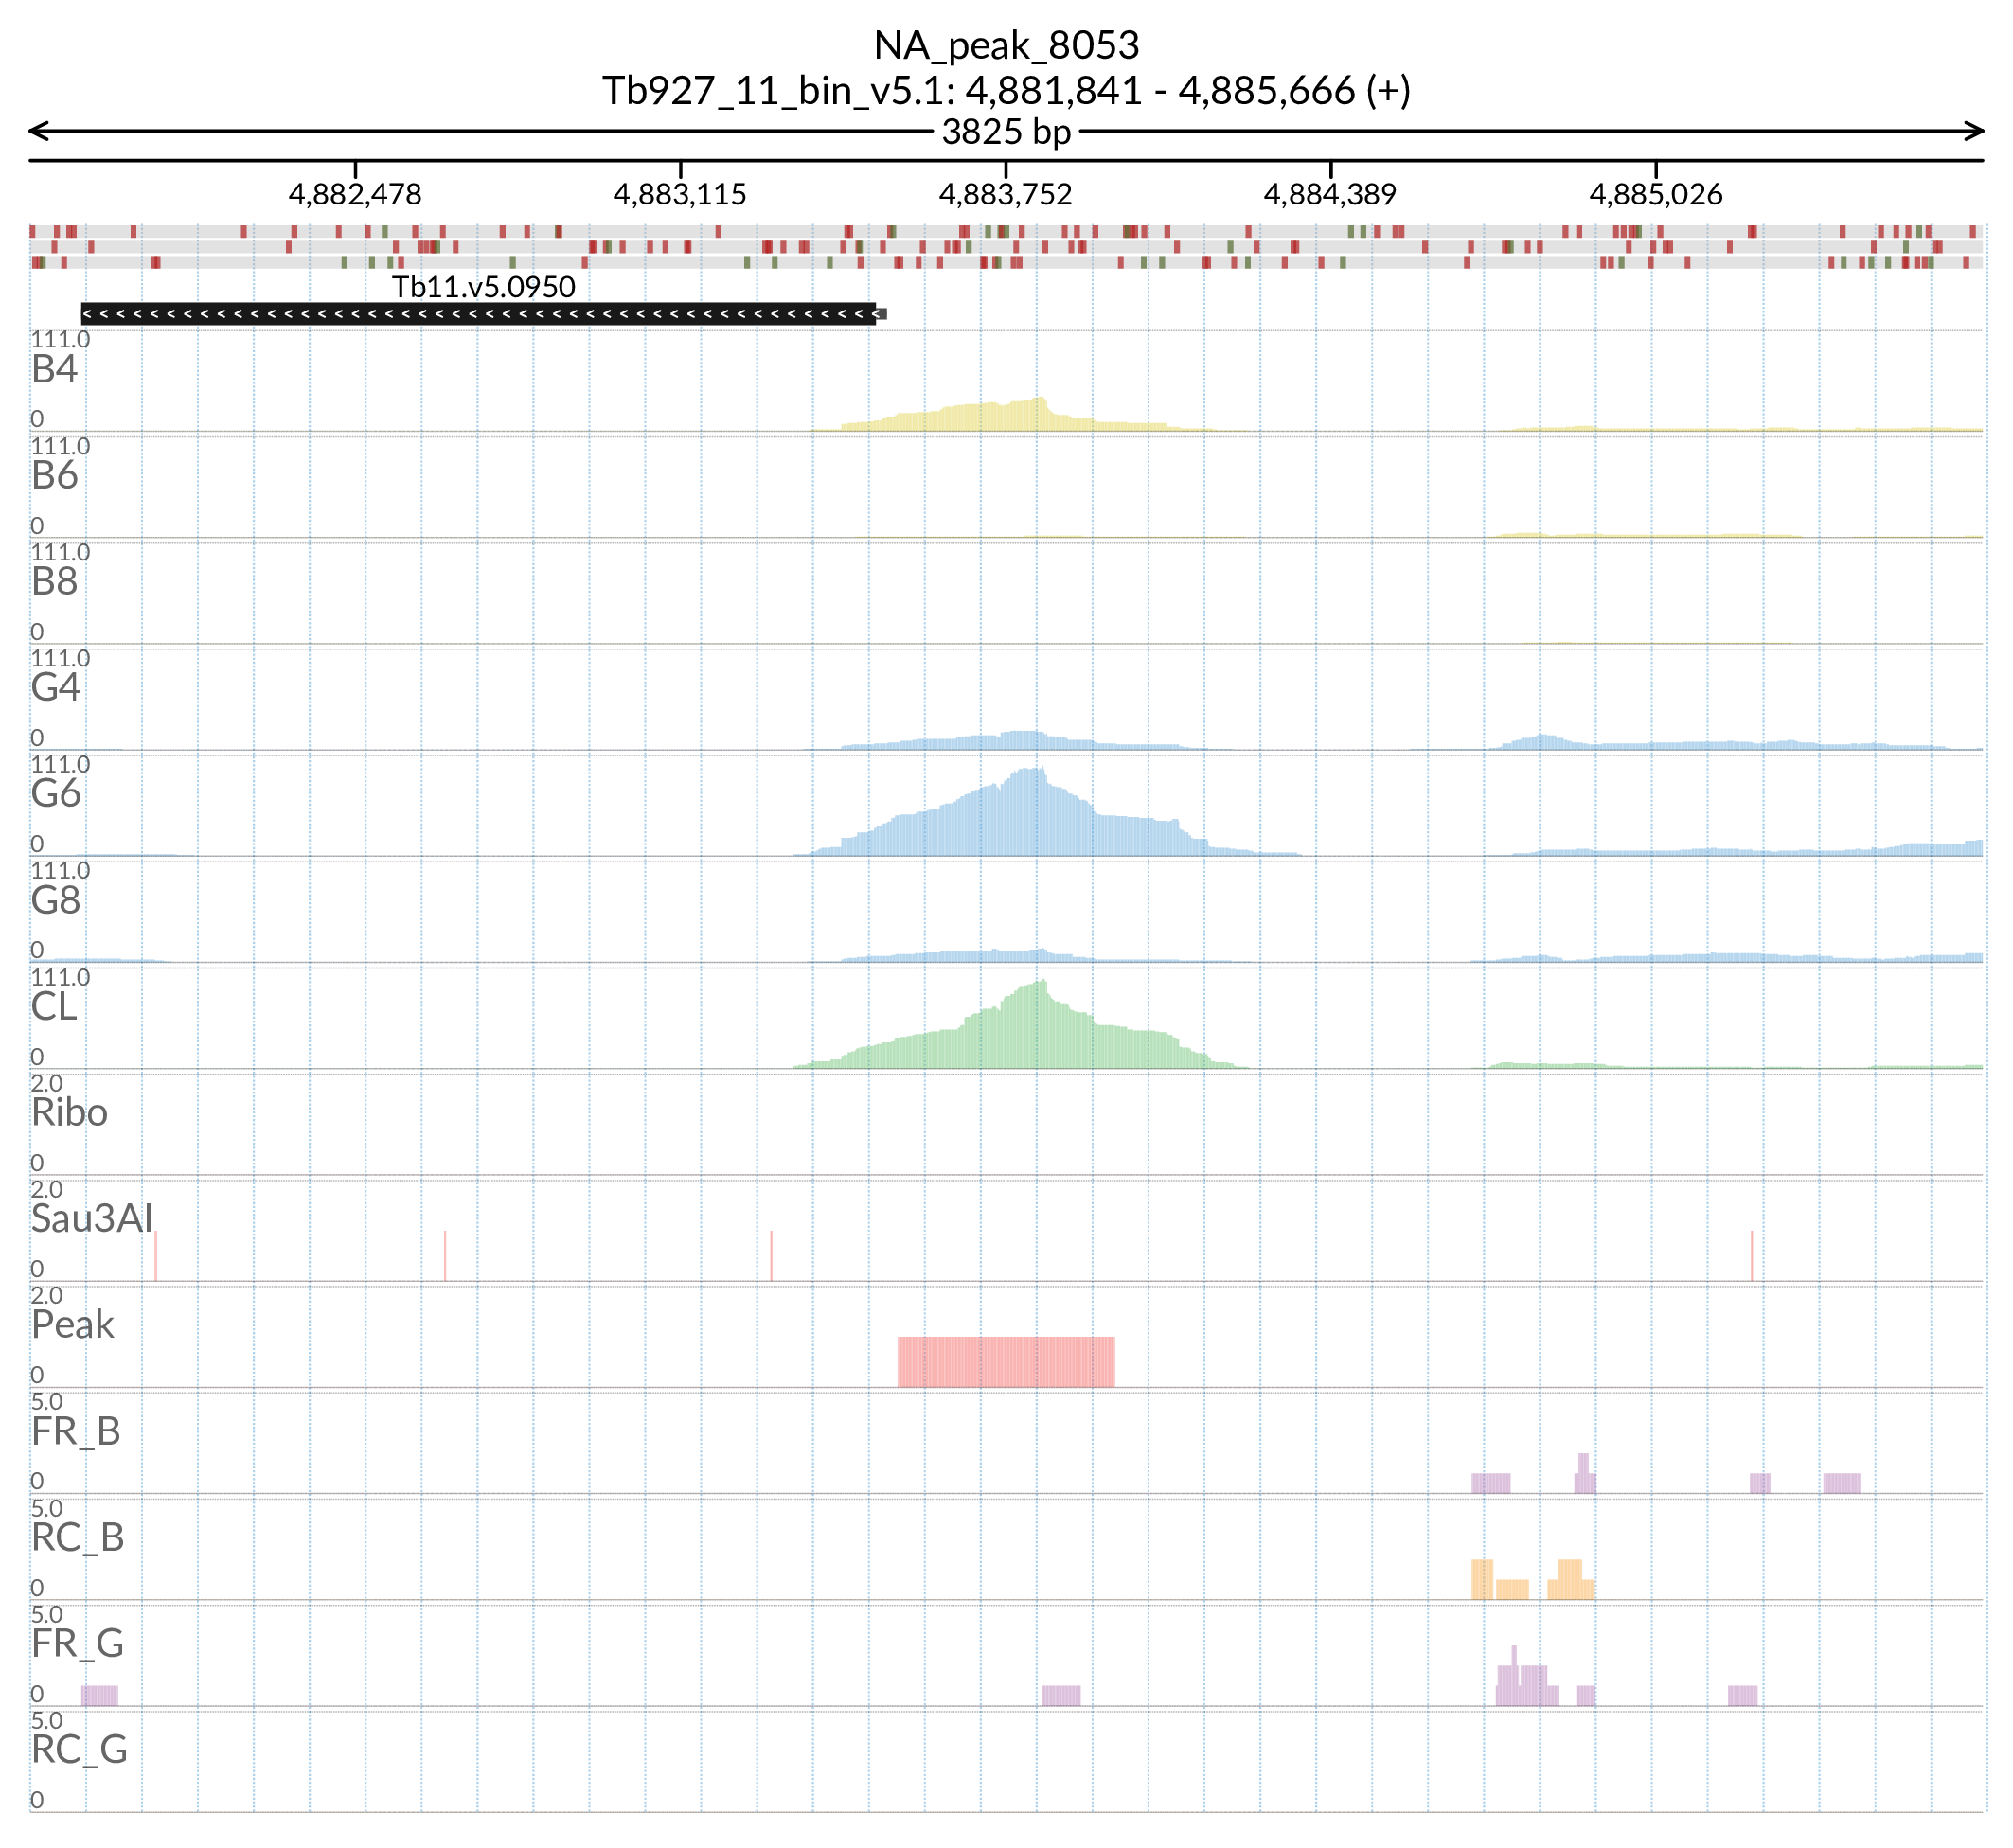 NA_peak_8053
Tb927_11_bin_v5.1: 4,881,841 - 4,885,666 (+)
3825 bp
4,882,478 4,883,115 4,883,752 4,884,389 4,885,026
Tb11.v5.0950
111.0
B4
0
111.0
B6
0
111.0
B8
0
111.0
G4
0
111.0
G6
0
111.0
G8
0
111.0
CL
0
2.0
Ribo
0
2.0
Sau3AI
0
2.0
Peak
0
5.0
FR_B
0
5.0
RC_B
0
5.0
FR_G
0
5.0
RC_G
0